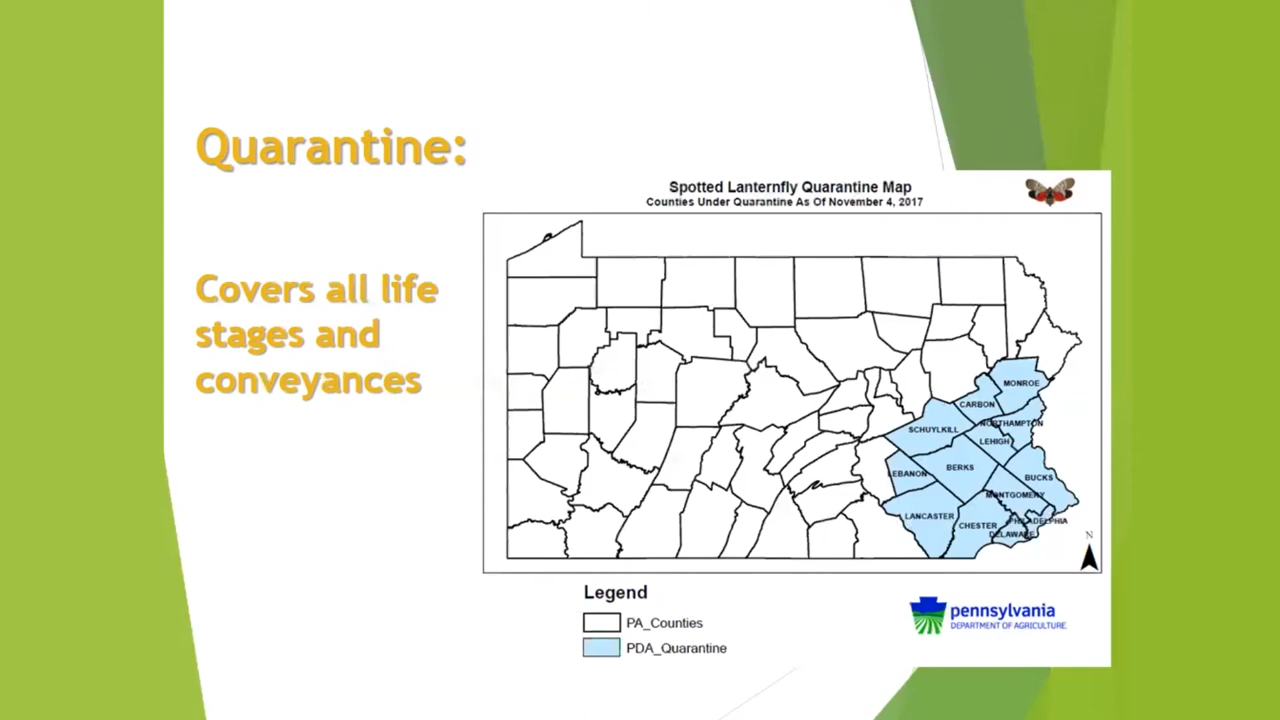 Quarantine:
Covers all life
stages and
conveyances
Spotted Lanternfly Quarantine Map
Counties Under Quarantine As Of November 4, 2017
MONROE
CARBON
NORTHAMPTON
SCHUYLKILL
LEHIGH
LEBANON
BERKS
BUCKS
MONTGOMERY
LANCASTER
CHESTER
PHILADELPHIA
DELAWARE
N
Legend
PA_Counties
PDA_Quarantine
pennsylvania
DEPARTMENT OF AGRICULTURE